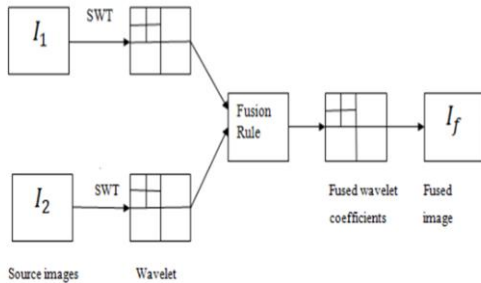 SWT
I1
Fusion
Rule
If
SWT
I2
Fused wavelet
coefficients
Fused
image
Source images
Wavelet